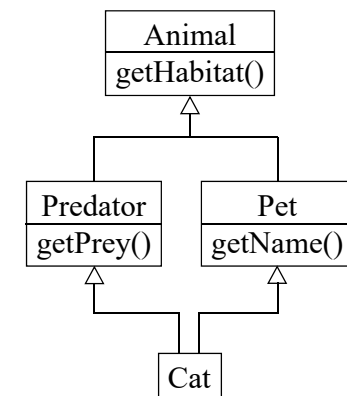 Animal
getHabitat()
Predator
getPrey()
Pet
getName()
Cat